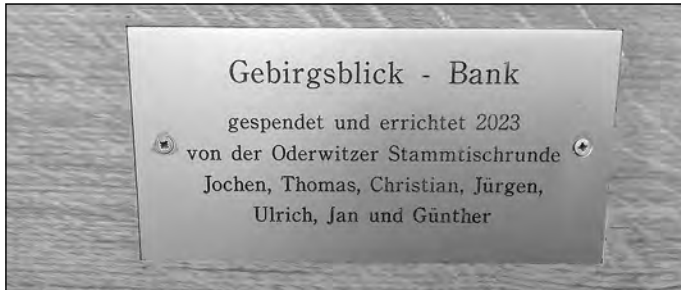 Gebirgsblick - Bank
gespendet und errichtet 2023
von der Oderwitzer Stammtischrunde
Jochen, Thomas, Christian, Jürgen,
Ulrich, Jan und Günther